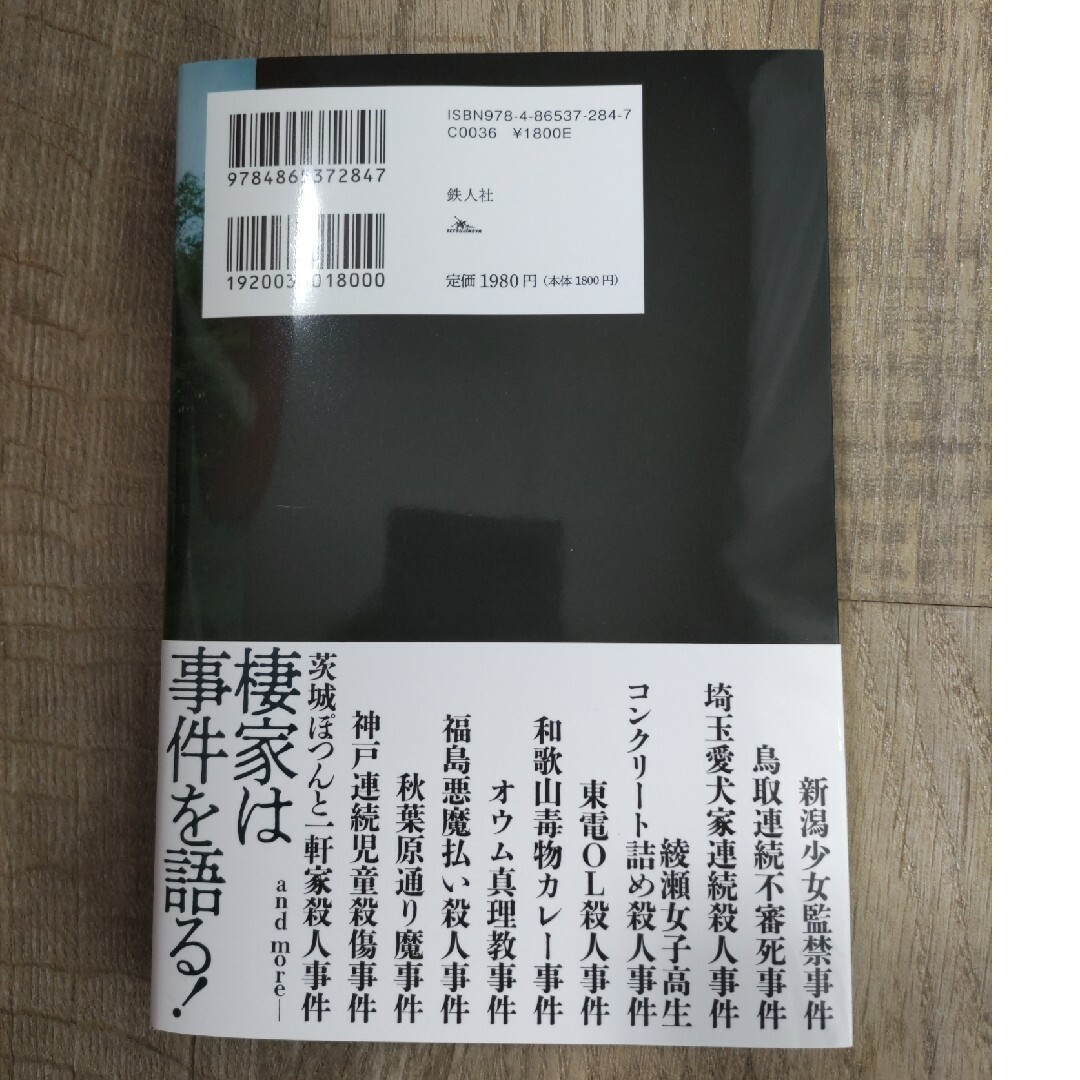 ISBN978-4-86537-284-7
C0036 ¥1800E
9784865372847
鉄人社
定価1980円(本体1800円)
新潟少女監禁事件
鳥取連続不審死事件
埼玉愛犬家連続殺人事件
綾瀬女子高生
コンクリート詰め殺人事件
東電OL殺人事件
和歌山毒物カレー事件
オウム真理教事件
福島悪魔払い殺人事件
秋葉原通り魔事件
神戸連続児童殺傷事件
茨城ぽつんと一軒家殺人事件
and more―
棲家は
事件を語る!